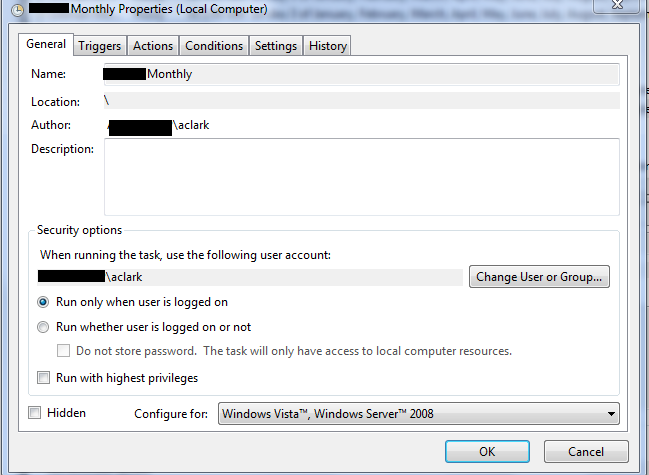 Monthly Properties (Local Computer)
General Triggers Actions Conditions Settings History
Name: Monthly
Location: \
Author: \aclark
Description:
Security options
When running the task, use the following user account:
\aclark Change User or Group...
Run only when user is logged on
Run whether user is logged on or not
Do not store password. The task will only have access to local computer resources.
Run with highest privileges
Hidden Configure for: Windows Vista™, Windows Server™ 2008
OK Cancel